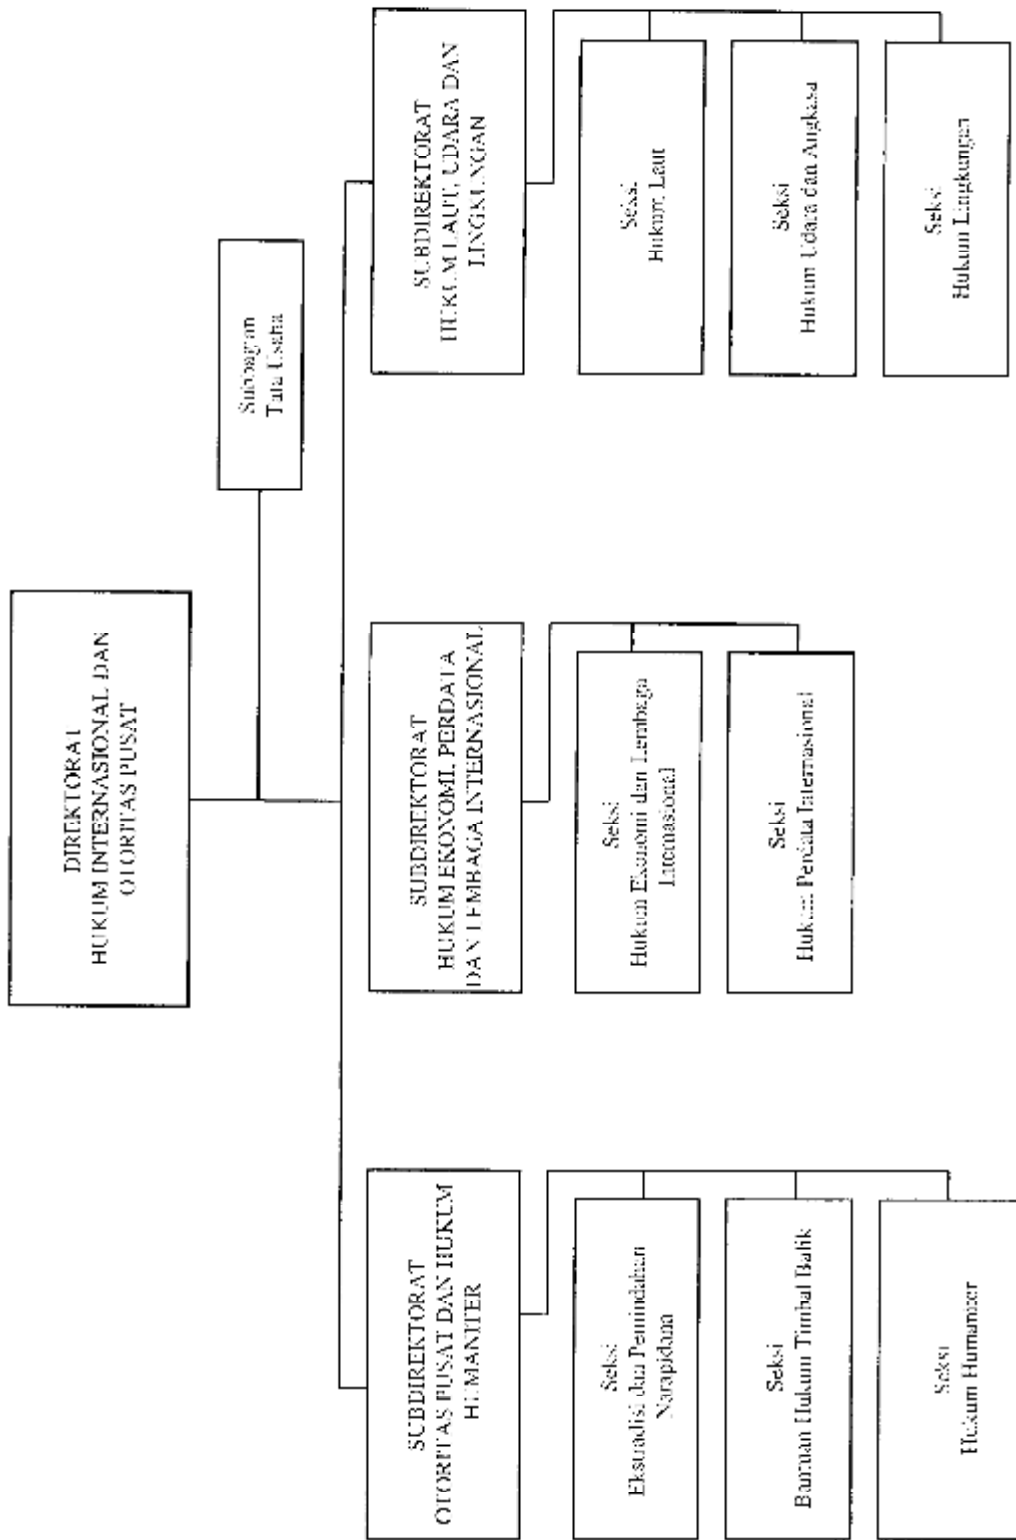 DIREKTORAT
HUKUM INTERNASIONAL DAN
OTORITAS PUSAT
Subbagian
Tata Usaha
SUBDIREKTORAT
OTORITAS PUSAT DAN HUKUM
HUMANITER
Seksi
Ekstradisi dan Pemindahan
Narapidana
Seksi
Bantuan Hukum Timbal Balik
Seksi
Hukum Humaniter
SUBDIREKTORAT
HUKUM EKONOMI, PERDATA
DAN LEMBAGA INTERNASIONAL
Seksi
Hukum Ekonomi dan Lembaga
Internasional
Seksi
Hukum Perdata Internasional
SUBDIREKTORAT
HUKUM LAUT, UDARA DAN
LINGKUNGAN
Seksi
Hukum Laut
Seksi
Hukum Udara dan Angkasa
Seksi
Hukum Lingkungan